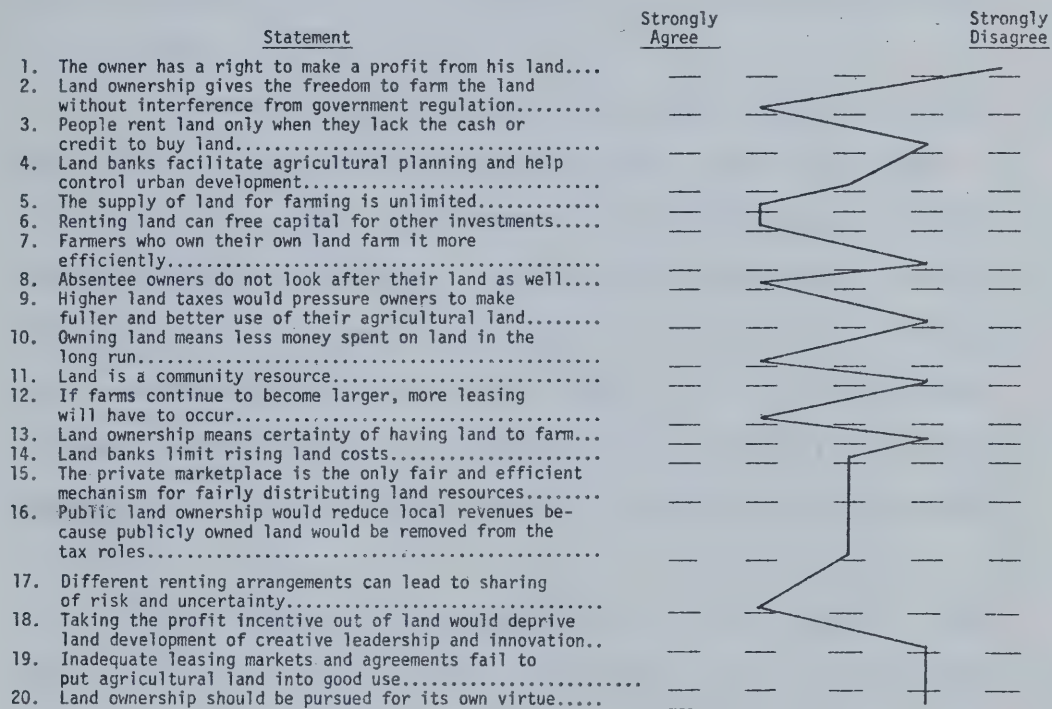 Strongly Strongly
Statement Agree Disagree
1. The owner has a right to make a profit from his land....
2. Land ownership gives the freedom to farm the land
without interference from government regulation.........
3. People rent land only when they lack the cash or
credit to buy land......................................
4. Land banks facilitate agricultural planning and help
control urban development...............................
5. The supply of land for farming is unlimited.............
6. Renting land can free capital for other investments.....
7. Farmers who own their own land farm it more
efficiently.............................................
8. Absentee owners do not look after their land as well....
9. Higher land taxes would pressure owners to make
fuller and better use of their agricultural land........
10. Owning land means less money spent on land in the
long run................................................
11. Land is a community resource............................
12. If farms continue to become larger, more leasing
will have to occur......................................
13. Land ownership means certainty of having land to farm...
14. Land banks limit rising land costs......................
15. The private marketplace is the only fair and efficient
mechanism for fairly distributing land resources........
16. Public land ownership would reduce local revenues be-
cause publicly owned land would be removed from the
tax roles...............................................
17. Different renting arrangements can lead to sharing
of risk and uncertainty.................................
18. Taking the profit incentive out of land would deprive
land development of creative leadership and innovation..
19. Inadequate leasing markets and agreements fail to
put agricultural land into good use..........................
20. Land ownership should be pursued for its own virtue.....